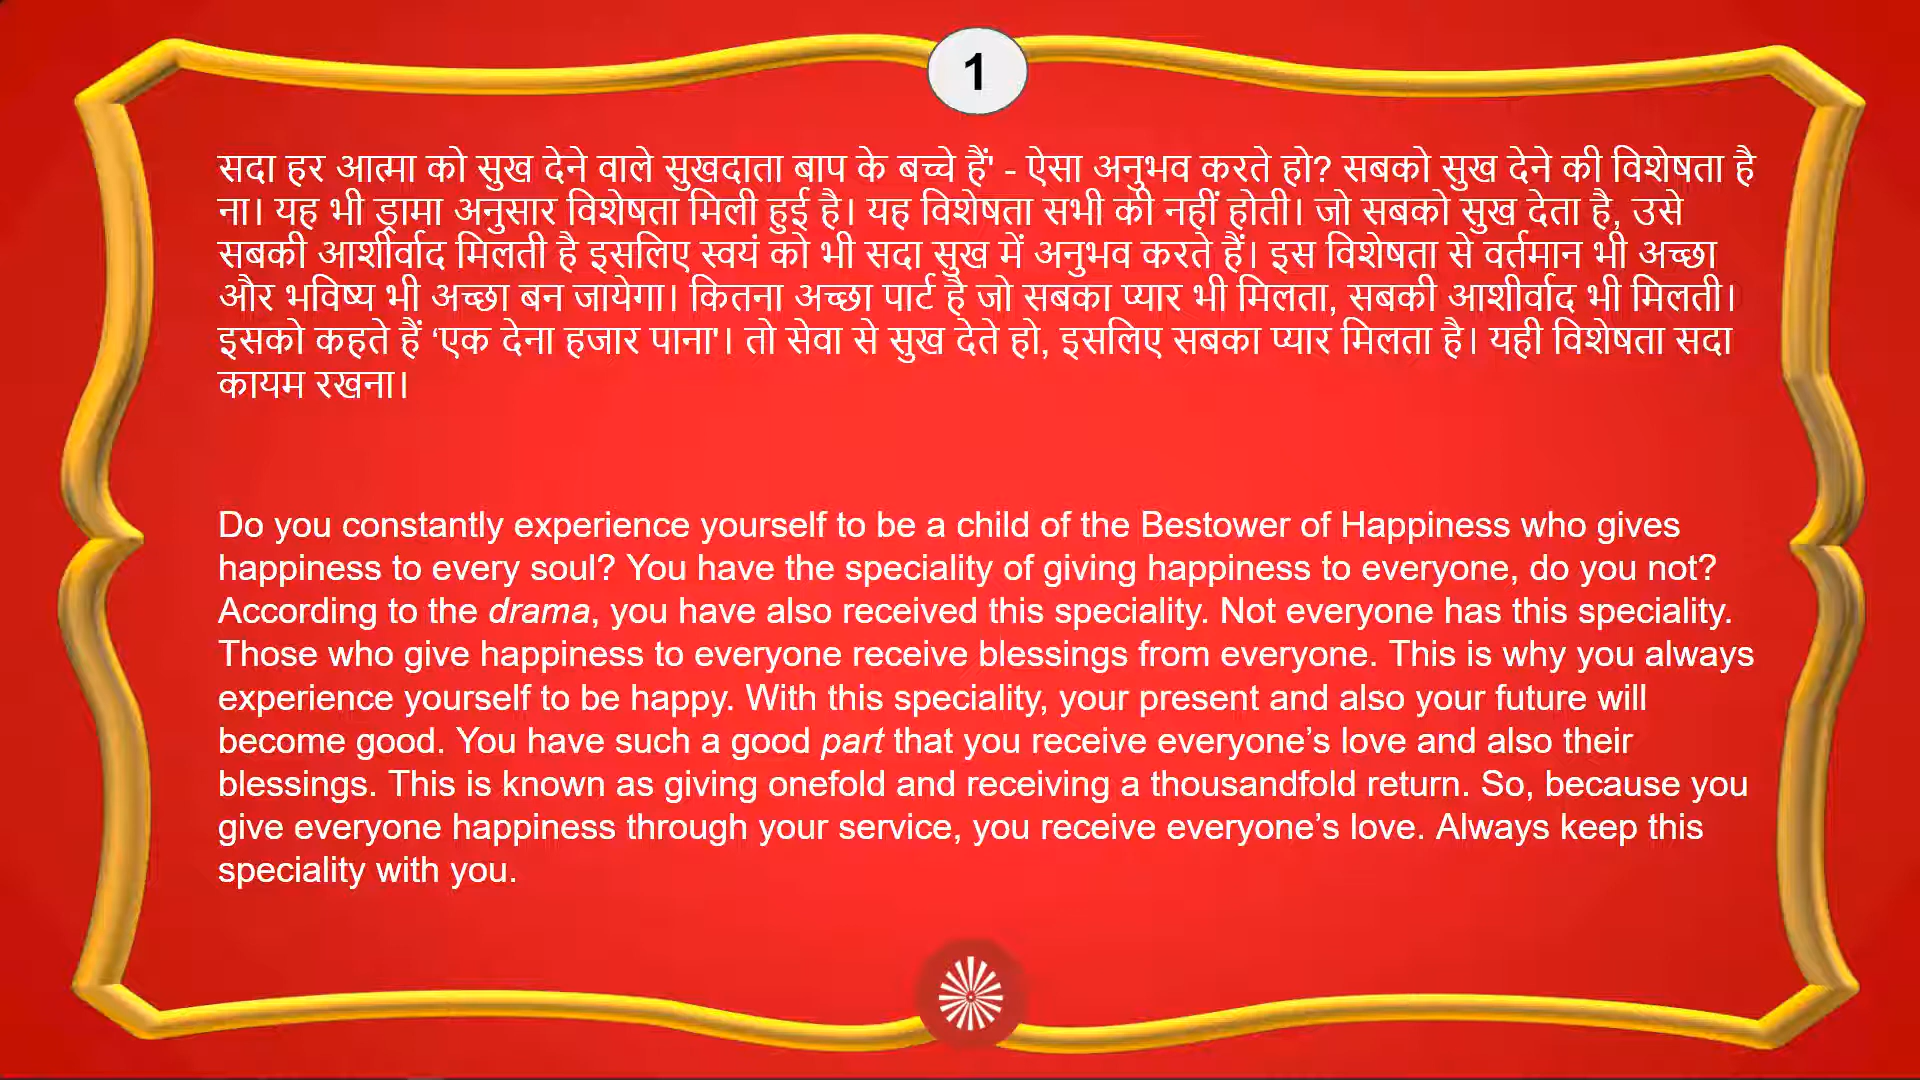 1
सदा हर आत्मा को सुख देने वाले सुखदाता बाप के बच्चे हैं' - ऐसा अनुभव करते हो? सबको सुख देने की विशेषता है
ना। यह भी ड्रामा अनुसार विशेषता मिली हुई है। यह विशेषता सभी की नहीं होती। जो सबको सुख देता है, उसे
सबकी आशीर्वाद मिलती है इसलिए स्वयं को भी सदा सुख में अनुभव करते हैं। इस विशेषता से वर्तमान भी अच्छा
और भविष्य भी अच्छा बन जायेगा। कितना अच्छा पार्ट है जो सबका प्यार भी मिलता, सबकी आशीर्वाद भी मिलती।
इसको कहते हैं ‘एक देना हजार पाना'। तो सेवा से सुख देते हो, इसलिए सबका प्यार मिलता है। यही विशेषता सदा
कायम रखना।
Do you constantly experience yourself to be a child of the Bestower of Happiness who gives
happiness to every soul? You have the speciality of giving happiness to everyone, do you not?
According to the drama, you have also received this speciality. Not everyone has this speciality.
Those who give happiness to everyone receive blessings from everyone. This is why you always
experience yourself to be happy. With this speciality, your present and also your future will
become good. You have such a good part that you receive everyone’s love and also their
blessings. This is known as giving onefold and receiving a thousandfold return. So, because you
give everyone happiness through your service, you receive everyone’s love. Always keep this
speciality with you.